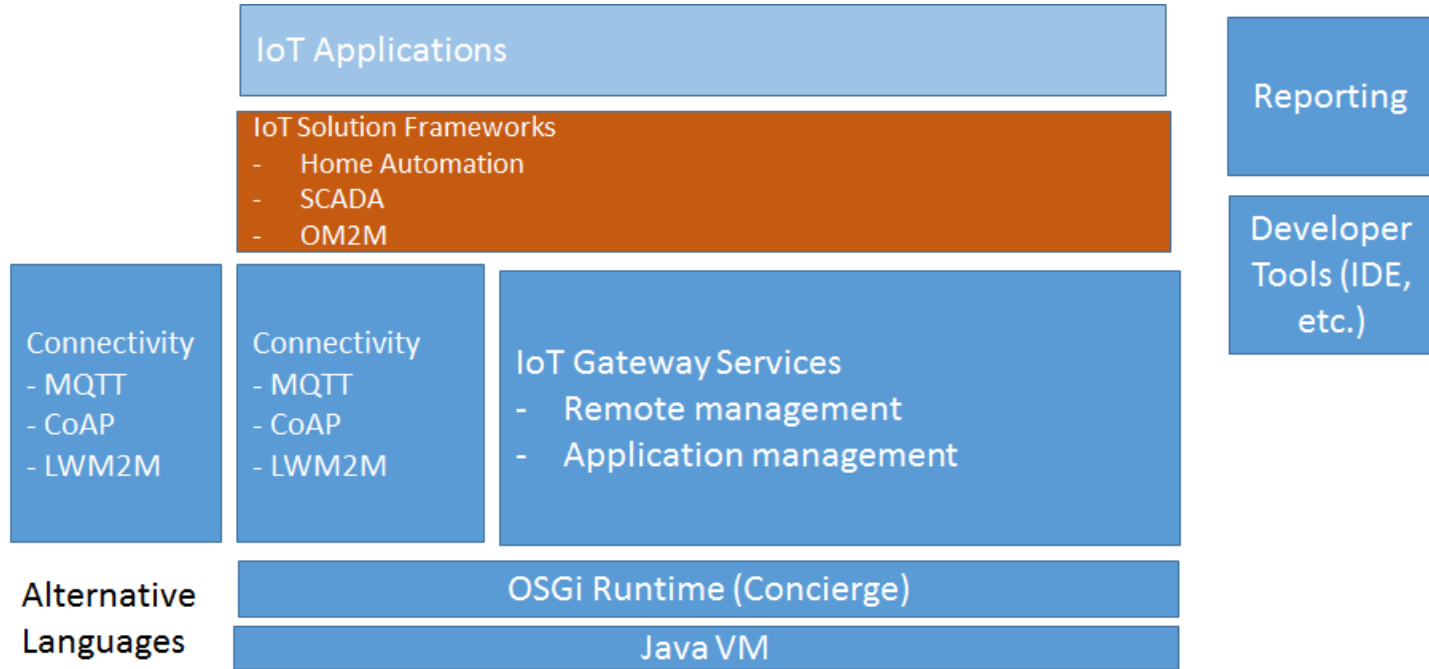 IoT Applications
IoT Solution Frameworks
- Home Automation
- SCADA
- OM2M
Connectivity
- MQTT
- CoAP
- LWM2M
Connectivity
- MQTT
- CoAP
- LWM2M
IoT Gateway Services
- Remote management
- Application management
Alternative
Languages
OSGi Runtime (Concierge)
Java VM
Reporting
Developer
Tools (IDE,
etc.)